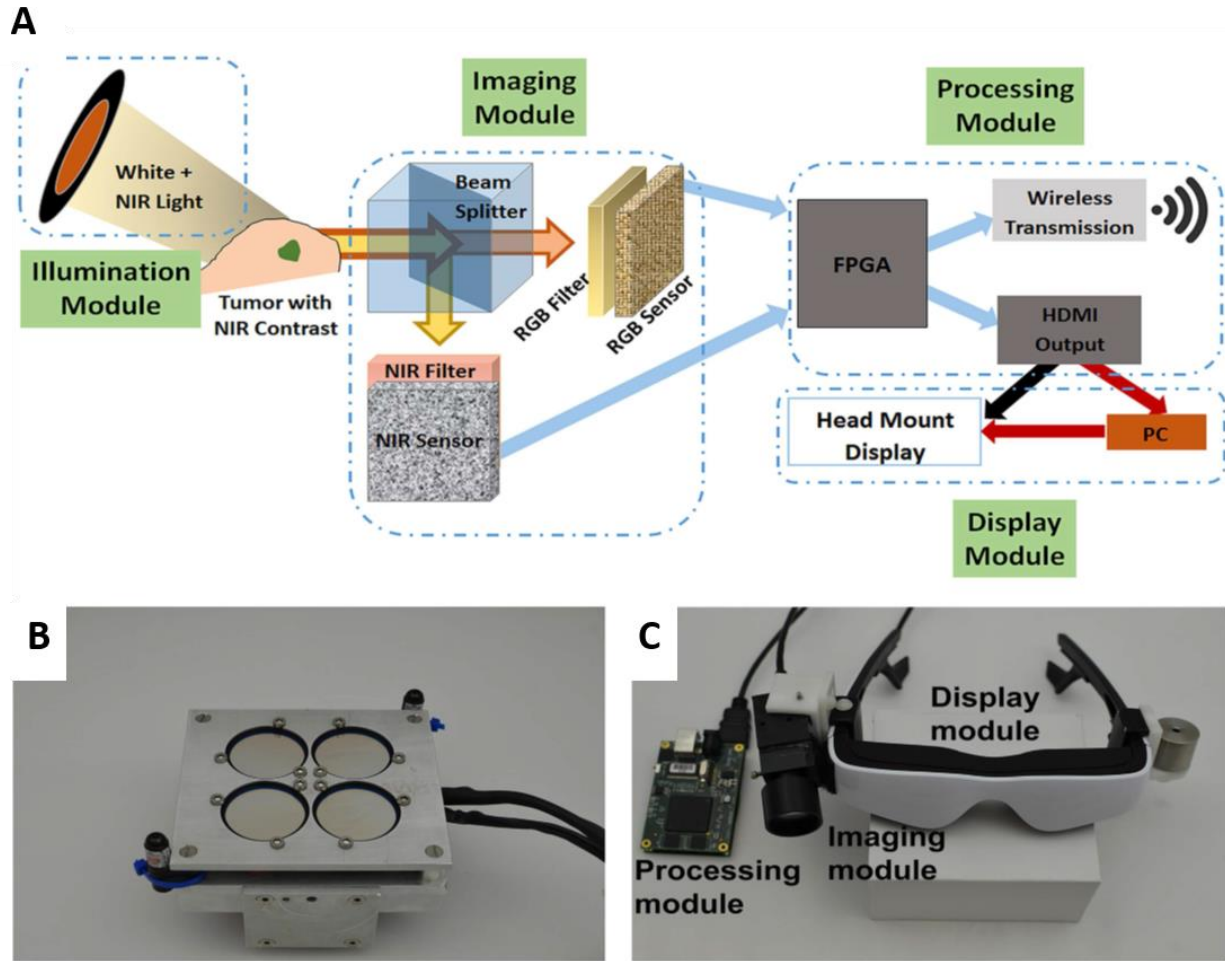 A
Imaging
Module
Processing
Module
White +
NIR Light
Beam
Splitter
Wireless
Transmission
Illumination
Module
Tumor with
NIR Contrast
RGB Filter
RGB Sensor
FPGA
HDMI
Output
NIR Filter
NIR Sensor
Head Mount
Display
PC
Display
Module
B
C
Display
module
Imaging
module
Processing
module